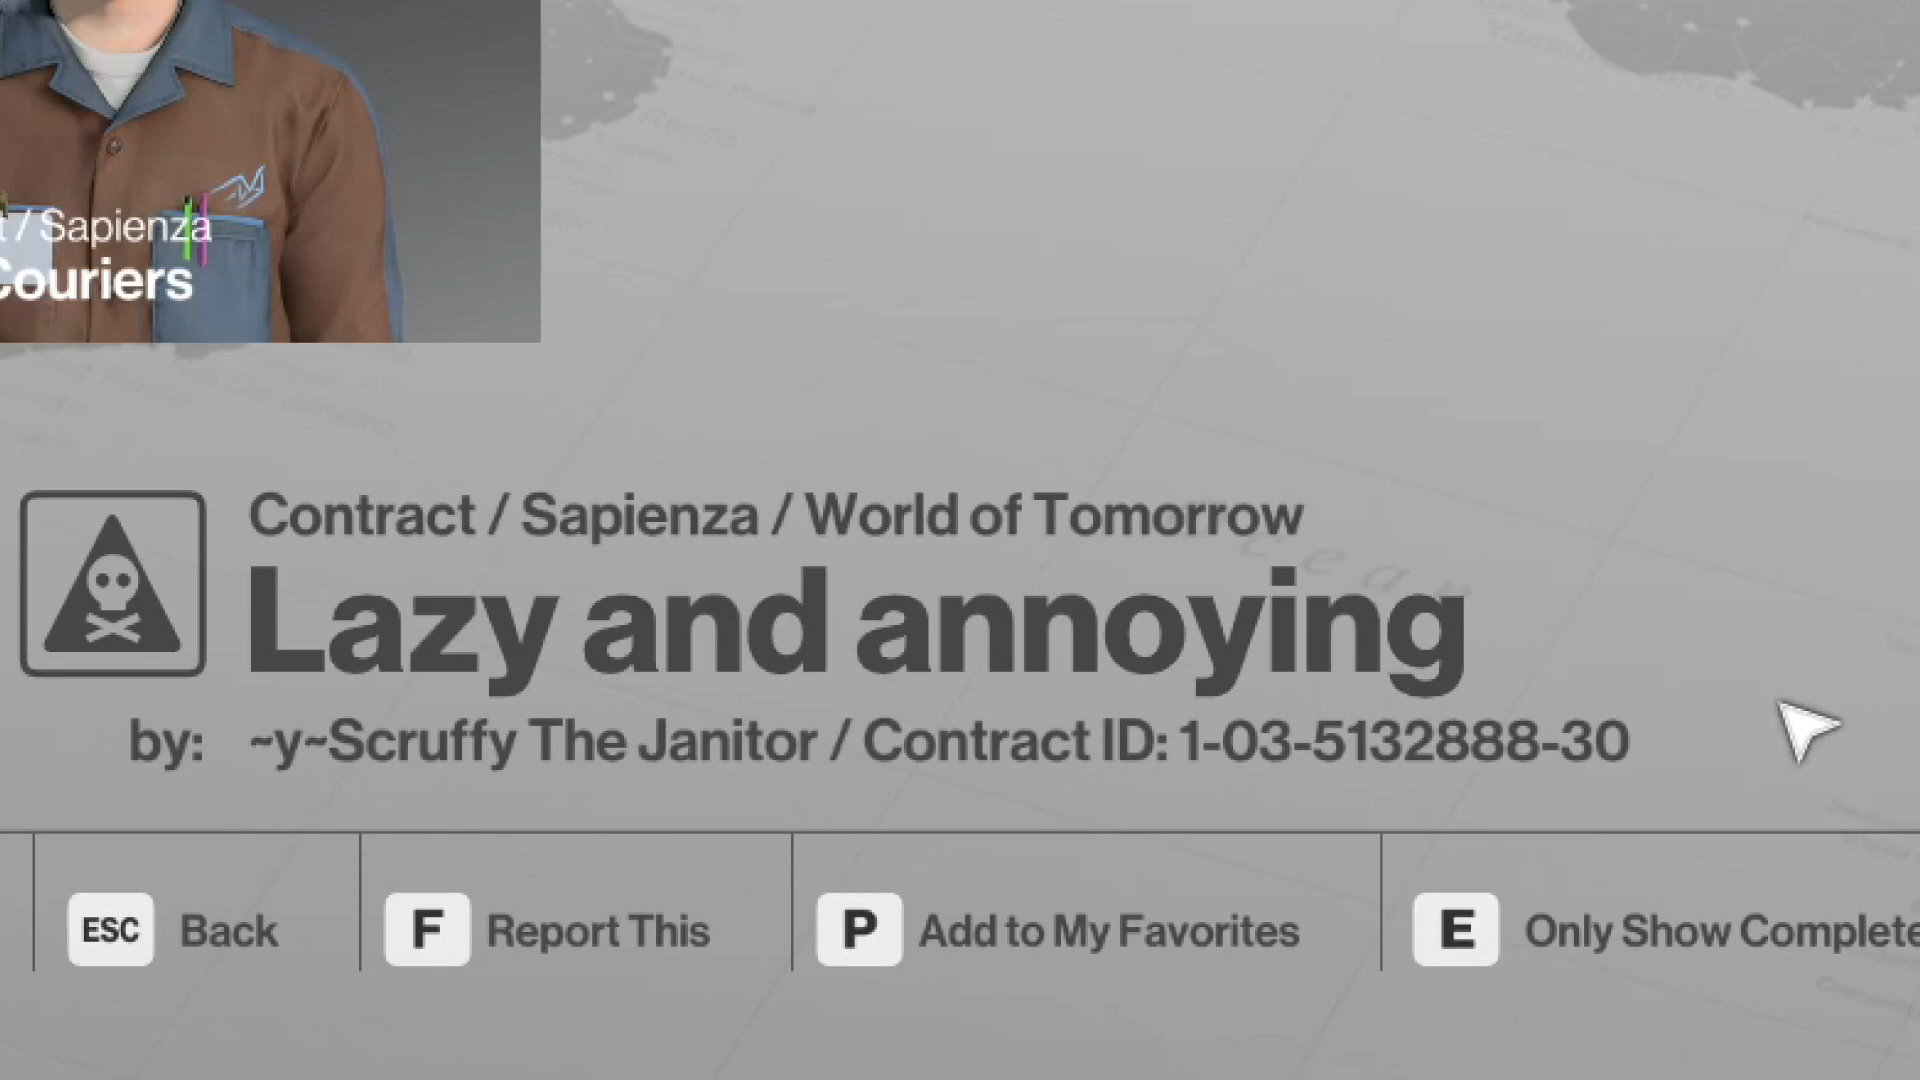 t / Sapienza
Couriers
Contract / Sapienza / World of Tomorrow
Lazy and annoying
by: ~y~Scruffy The Janitor / Contract ID: 1-03-5132888-30
ESC Back F Report This P Add to My Favorites E Only Show Complete